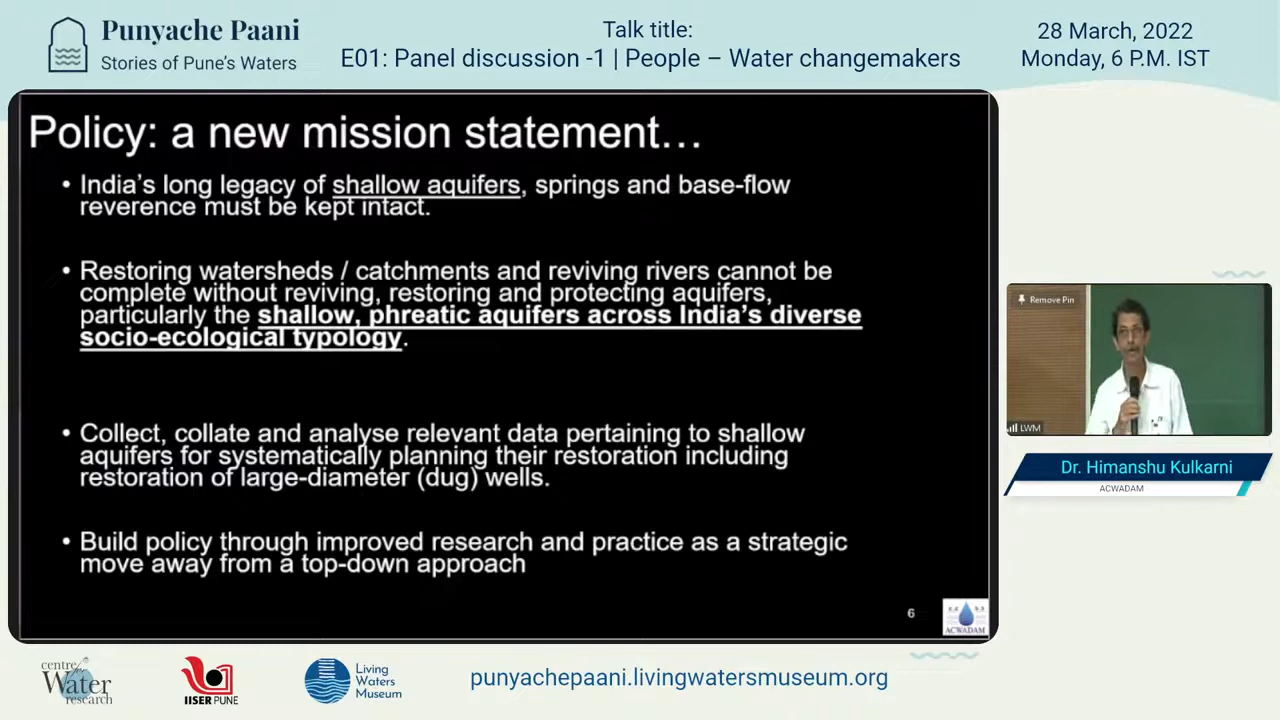 Punyache Paani
Stories of Pune's Waters
Talk title:
E01: Panel discussion -1 | People – Water changemakers
28 March, 2022
Monday, 6 P.M. IST
Policy: a new mission statement…
• India's long legacy of shallow aquifers, springs and base-flow
reverence must be kept intact.
• Restoring watersheds / catchments and reviving rivers cannot be
complete without reviving, restoring and protecting aquifers,
particularly the shallow, phreatic aquifers across India's diverse
socio-ecological typology.
• Collect, collate and analyse relevant data pertaining to shallow
aquifers for systematically planning their restoration including
restoration of large-diameter (dug) wells.
• Build policy through improved research and practice as a strategic
move away from a top-down approach
6
ACWADAM
Remove Pin
LWM
Dr. Himanshu Kulkarni
ACWADAM
centre
for
Water
research
IISER PUNE
Living
Waters
Museum
punyachepaani.livingwatersmuseum.org